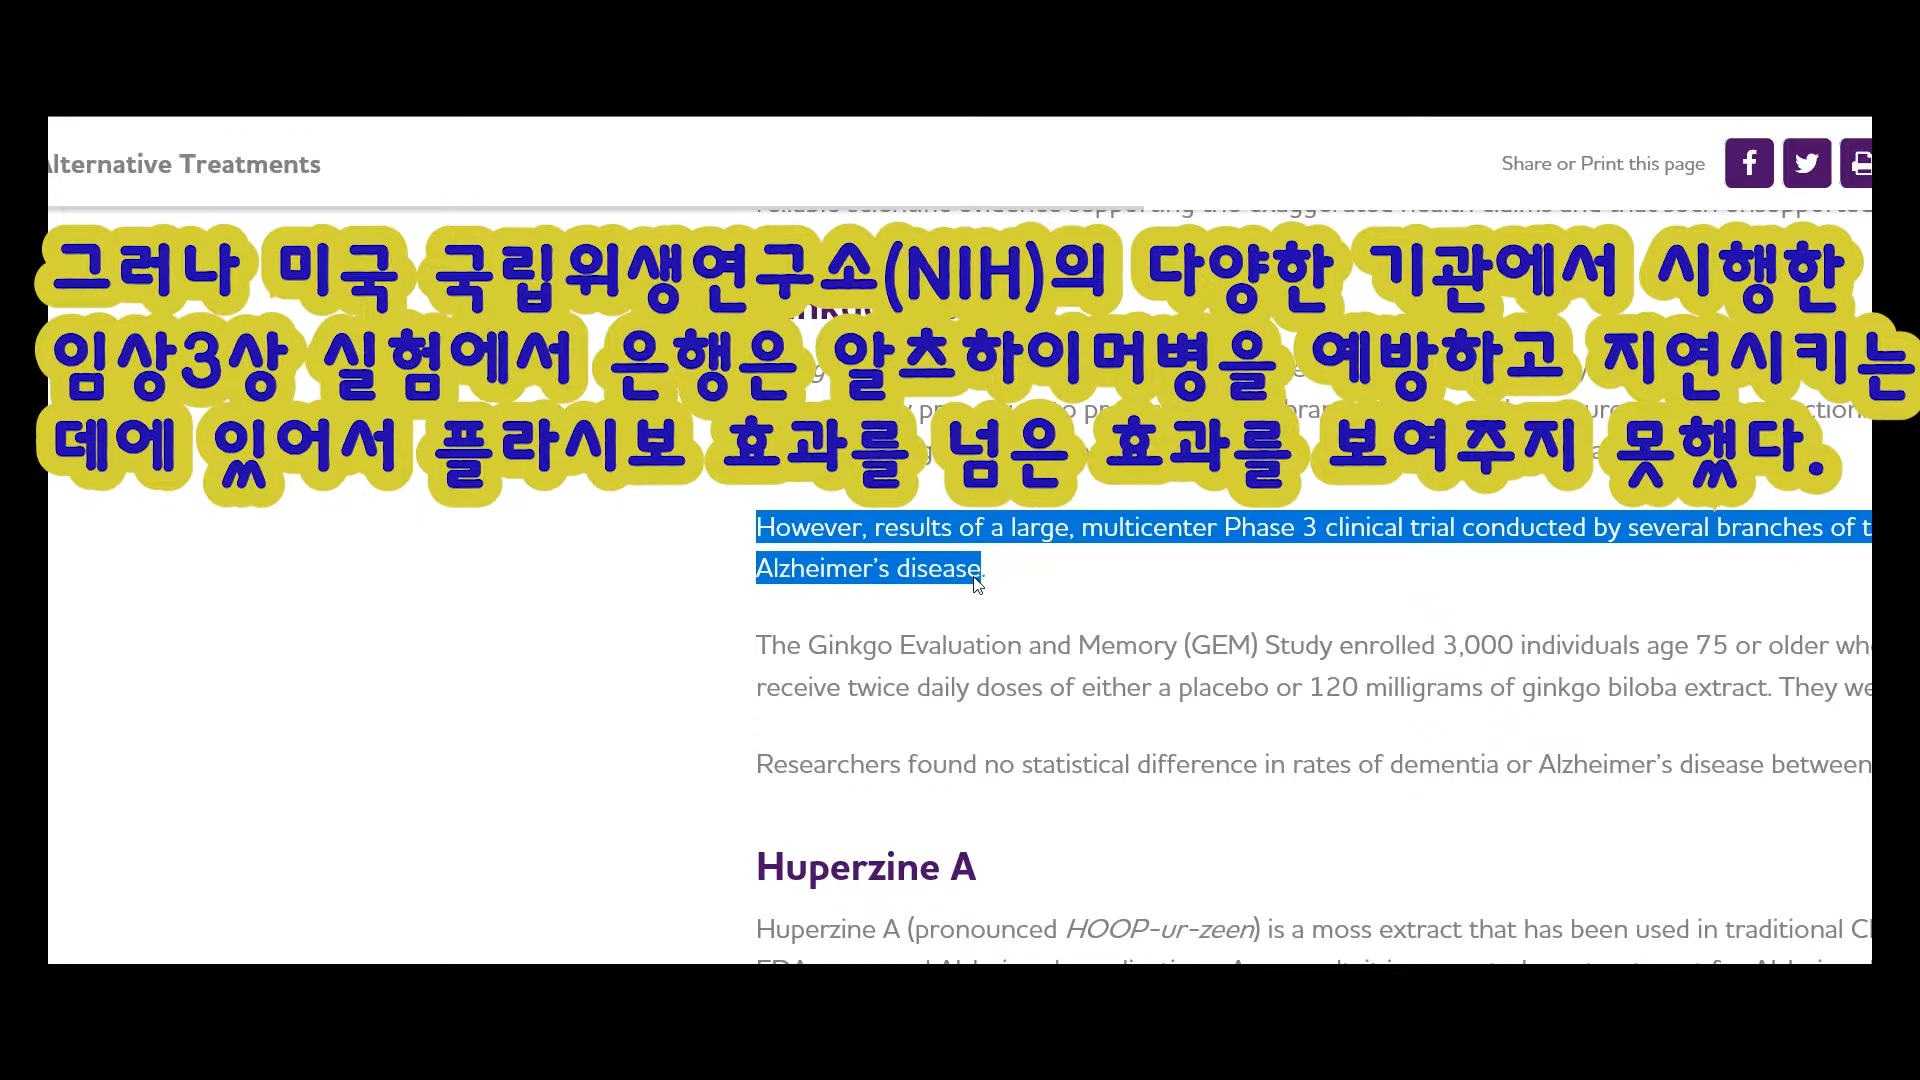 Alternative Treatments
Share or Print this page
그러나 미국 국립위생연구소(NIH)의 다양한 기관에서 시행한
임상3상 실험에서 은행은 알츠하이머병을 예방하고 지연시키는
데에 있어서 플라시보 효과를 넘은 효과를 보여주지 못했다.
However, results of a large, multicenter Phase 3 clinical trial conducted by several branches of
Alzheimer's disease.
The Ginkgo Evaluation and Memory (GEM) Study enrolled 3,000 individuals age 75 or older
receive twice daily doses of either a placebo or 120 milligrams of ginkgo biloba extract. They
Researchers found no statistical difference in rates of dementia or Alzheimer's disease between
Huperzine A
Huperzine A (pronounced HOOP-ur-zeen) is a moss extract that has been used in traditional